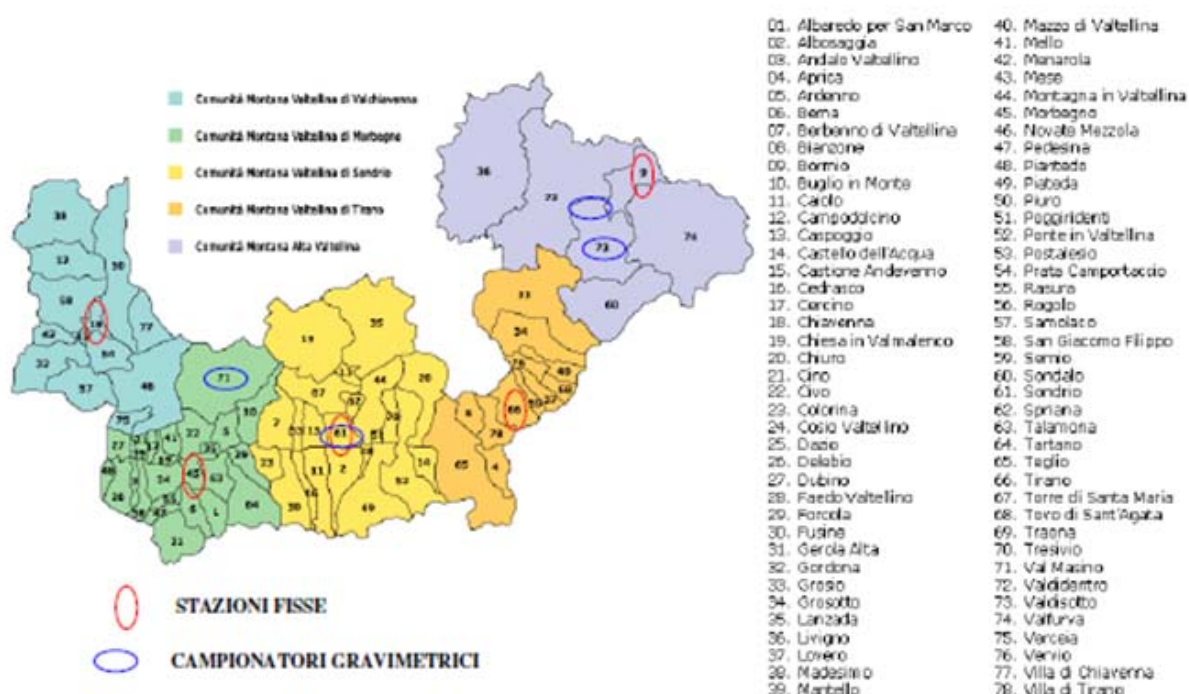 Comunità Montana Valtellina di Valchiavenna
Comunità Montana Valtellina di Morbegno
Comunità Montana Valtellina di Sondrio
Comunità Montana Valtellina di Tirano
Comunità Montana Alta Valtellina
STAZIONI FISSE
CAMPIONATORI GRAVIMETRICI
01. Albaredo per San Marco
02. Albosaggia
03. Andalo Valtellino
04. Aprica
05. Ardenno
06. Bema
07. Berbenno di Valtellina
08. Bianzone
09. Bormio
10. Buglio in Monte
11. Caiolo
12. Campodolcino
13. Caspoggio
14. Castello dell'Acqua
15. Castione Andevenno
16. Cedrasco
17. Cercino
18. Chiavenna
19. Chiesa in Valmalenco
20. Chiuro
21. Cino
22. Civo
23. Colorina
24. Cosio Valtellino
25. Dazio
26. Delebio
27. Dubino
28. Faedo Valtellino
29. Forcola
30. Fusine
31. Gerola Alta
32. Gordona
33. Grosio
34. Grosotto
35. Lanzada
36. Livigno
37. Lovero
38. Madesimo
39. Mantello
40. Mazzo di Valtellina
41. Mello
42. Menarola
43. Mese
44. Montagna in Valtellina
45. Morbegno
46. Novate Mezzola
47. Pedesina
48. Piantedo
49. Piateda
50. Piuro
51. Poggiridenti
52. Ponte in Valtellina
53. Postalesio
54. Prata Camportaccio
55. Rasura
56. Rogolo
57. Samolaco
58. San Giacomo Filippo
59. Sernio
60. Sondalo
61. Sondrio
62. Spriana
63. Talamona
64. Tartano
65. Teglio
66. Tirano
67. Torre di Santa Maria
68. Tovo di Sant'Agata
69. Traona
70. Tresivio
71. Val Masino
72. Valdidentro
73. Valdisotto
74. Valfurva
75. Verceia
76. Vervio
77. Villa di Chiavenna
78. Villa di Tirano